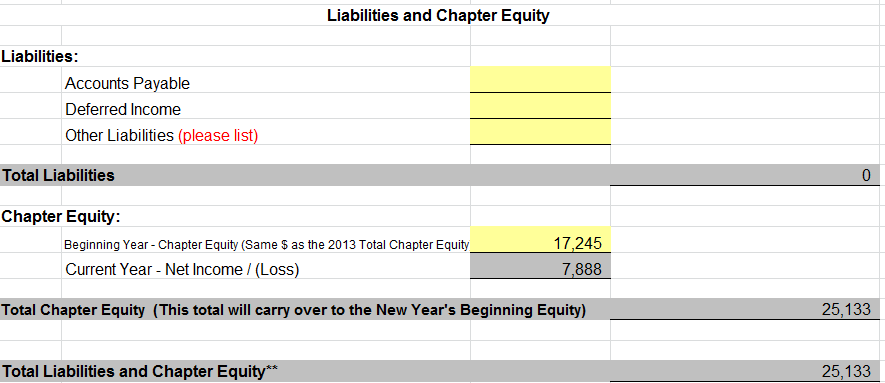 Liabilities and Chapter Equity
Liabilities:
Accounts Payable
Deferred Income
Other Liabilities (please list)
Total Liabilities 0
Chapter Equity:
Beginning Year - Chapter Equity (Same $ as the 2013 Total Chapter Equity 17,245
Current Year - Net Income / (Loss) 7,888
Total Chapter Equity (This total will carry over to the New Year's Beginning Equity) 25,133
Total Liabilities and Chapter Equity** 25,133